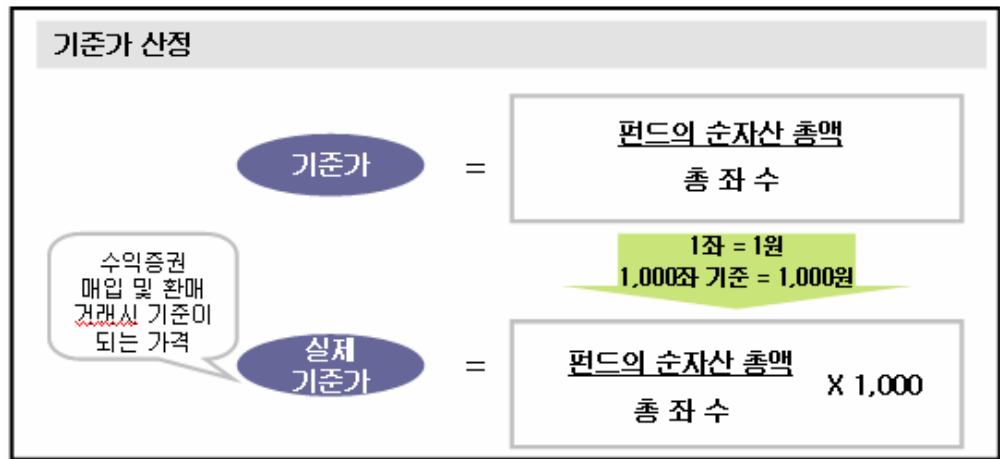 기준가 산정
기준가
=
펀드의 순자산 총액
총 좌 수
1좌 = 1원
1,000좌 기준 = 1,000원
수익증권
매입 및 환매
거래시 기준이
되는 가격
실제
기준가
=
펀드의 순자산 총액
총 좌 수
X 1,000